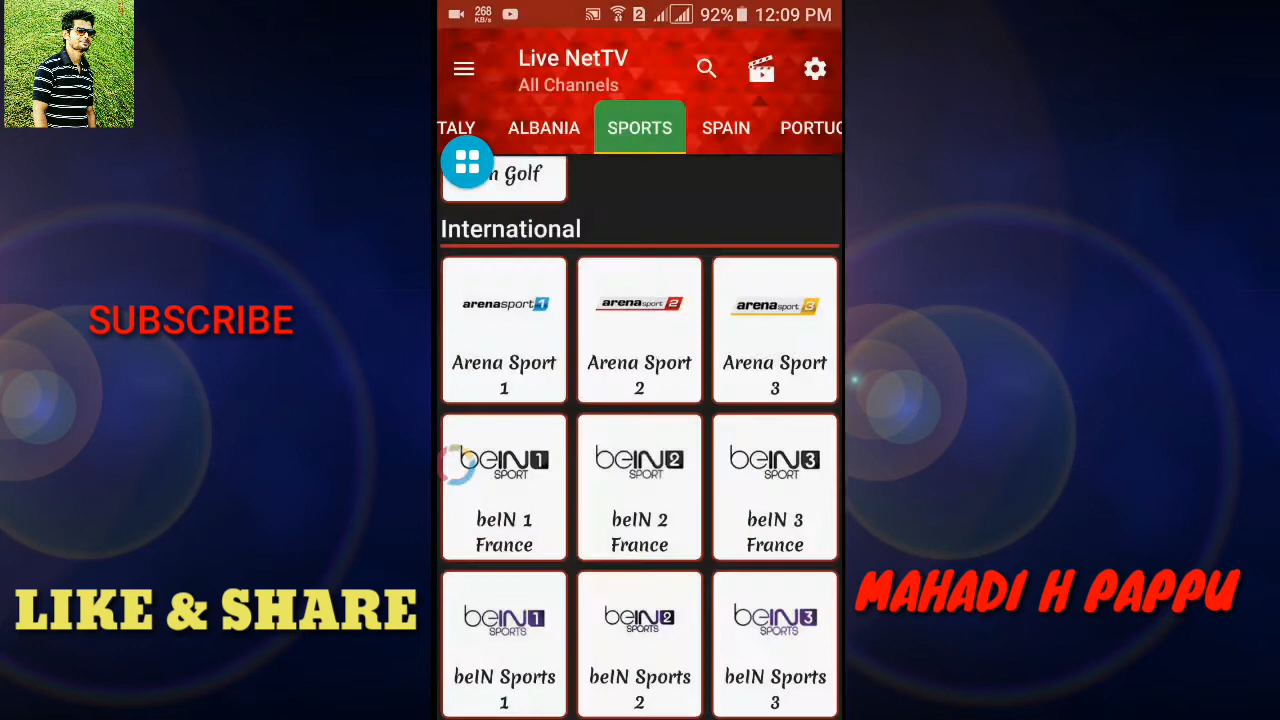 268
KB/s
2
92%
12:09 PM
Live NetTV
All Channels
TALY
ALBANIA
SPORTS
SPAIN
PORTUG
Golf
International
arenasport 1
arenasport 2
arenasport 3
Arena Sport
1
Arena Sport
2
Arena Sport
3
beIN 1
SPORT
beIN 2
SPORT
beIN 3
SPORT
beIN 1
France
beIN 2
France
beIN 3
France
beIN 1
SPORTS
beIN 2
SPORTS
beIN 3
SPORTS
beIN Sports
1
beIN Sports
2
beIN Sports
3
SUBSCRIBE
LIKE & SHARE
MAHADI H PAPPU